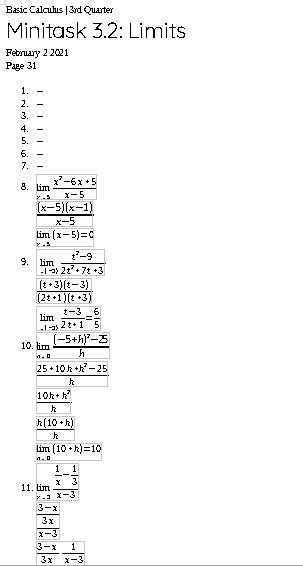 Basic Calculus | 3rd Quarter
Minitask 3.2: Limits
February 2 2021
Page 31
1. –
2. –
3. –
4. –
5. –
6. –
7. –
8. lim x→5 (x²−6x+5)/(x−5)
((x−5)(x−1))/(x−5)
lim x→5 (x−5)=0
9. lim t→(−3) (t²−9)/(2t²+7t+3)
((t+3)(t−3))/((2t+1)(t+3))
lim t→(−3) (t−3)/(2t+1)=6/5
10. lim h→0 ((−5+h)²−25)/h
(25+10h+h²−25)/h
(10h+h²)/h
(h(10+h))/h
lim h→0 (10+h)=10
11. lim x→3 (1/x−1/3)/(x−3)
((3−x)/3x)/(x−3)
(3−x)/3x · 1/(x−3)